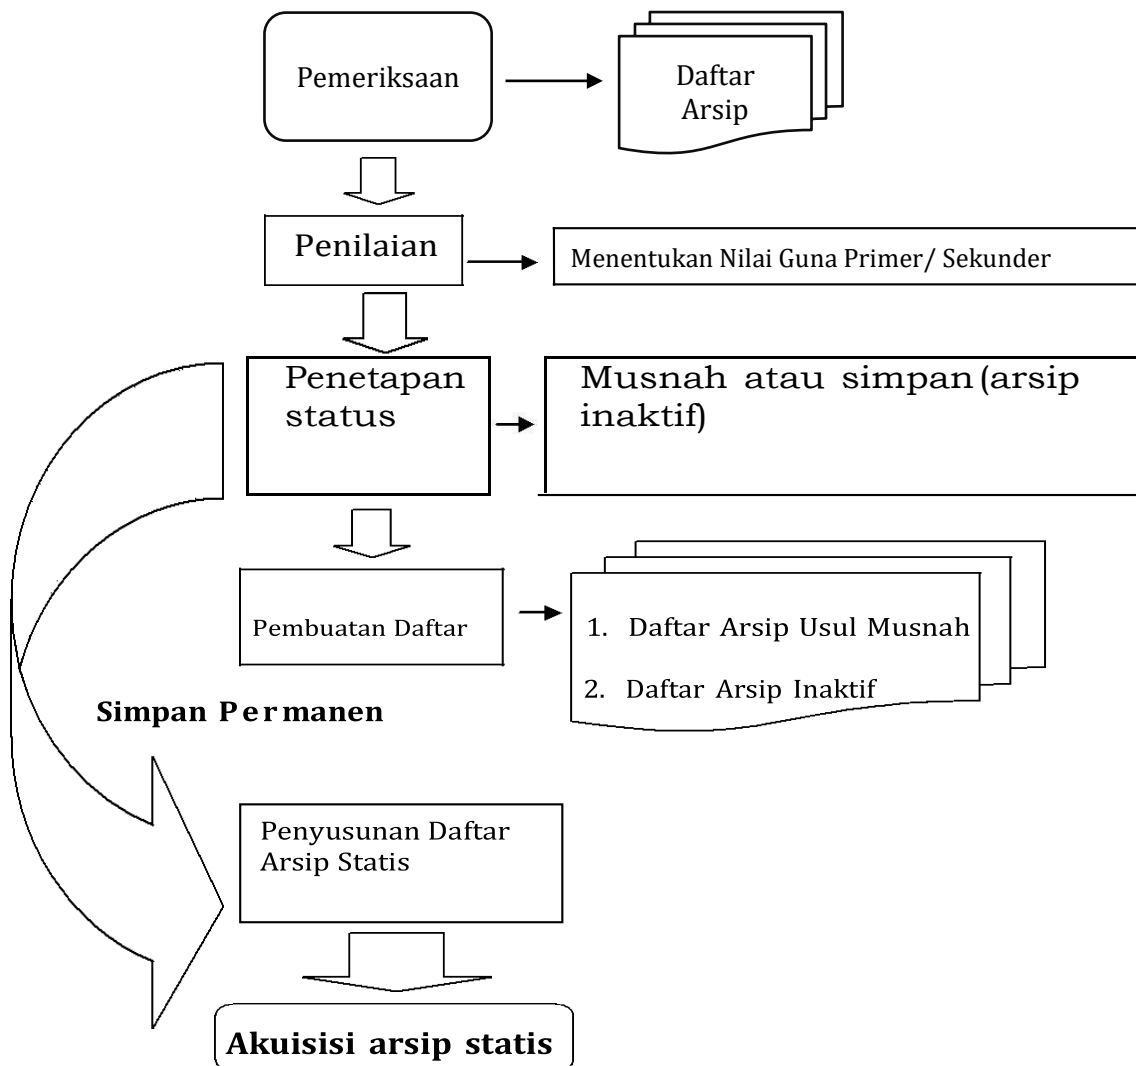 Pemeriksaan
Daftar
Arsip
Penilaian
Menentukan Nilai Guna Primer/ Sekunder
Penetapan
status
Musnah atau simpan (arsip
inaktif)
Pembuatan Daftar
1. Daftar Arsip Usul Musnah
2. Daftar Arsip Inaktif
Simpan Permanen
Penyusunan Daftar
Arsip Statis
Akuisisi arsip statis